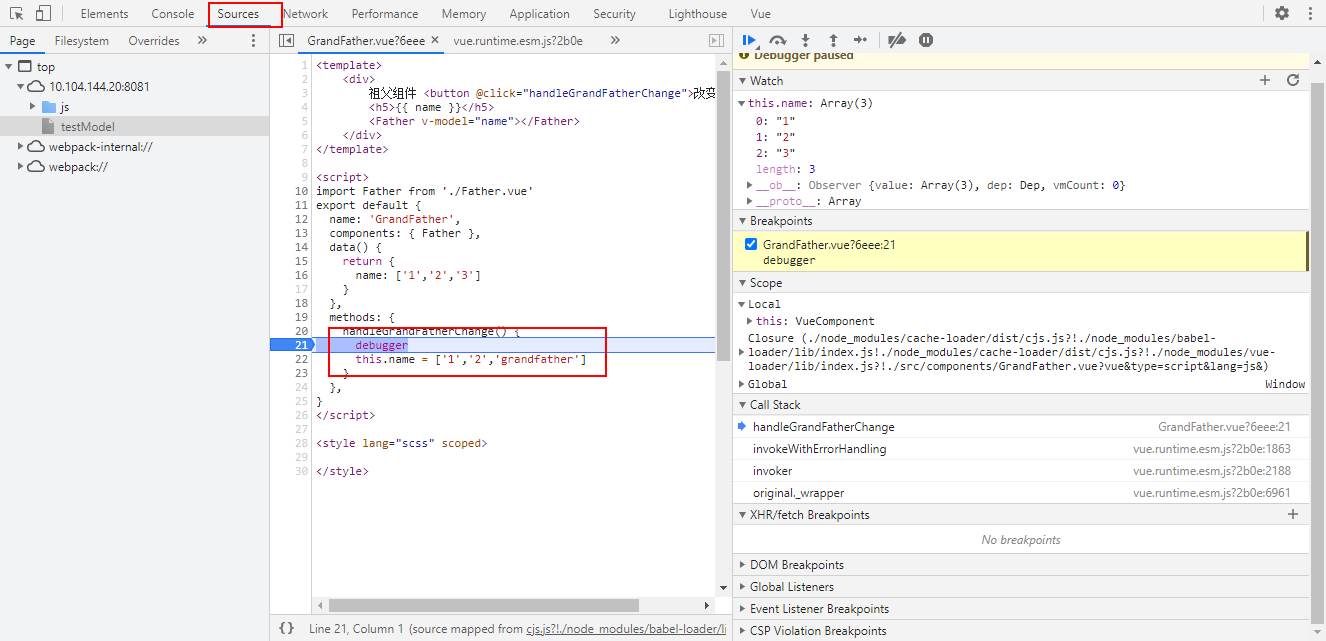 Elements Console Sources Network Performance Memory Application Security Lighthouse Vue
Page Filesystem Overrides »
top
10.104.144.20:8081
js
testModel
webpack-internal://
webpack://
GrandFather.vue?6eee × vue.runtime.esm.js?2b0e »
1 <template>
2 <div>
3 祖父组件 <button @click="handleGrandFatherChange">改变
4 <h5>{{ name }}</h5>
5 <Father v-model="name"></Father>
6 </div>
7 </template>
8
9 <script>
10 import Father from './Father.vue'
11 export default {
12 name: 'GrandFather',
13 components: { Father },
14 data() {
15 return {
16 name: ['1','2','3']
17 }
18 },
19 methods: {
20 handleGrandFatherChange() {
21 debugger
22 this.name = ['1','2','grandfather']
23 }
24 },
25 }
26 </script>
27
28 <style lang="scss" scoped>
29
30 </style>
{ } Line 21, Column 1 (source mapped from cjs.js?!./node_modules/babel-loader/li
Debugger paused
Watch
this.name: Array(3)
0: "1"
1: "2"
2: "3"
length: 3
__ob__: Observer {value: Array(3), dep: Dep, vmCount: 0}
__proto__: Array
Breakpoints
GrandFather.vue?6eee:21
debugger
Scope
Local
this: VueComponent
Closure (./node_modules/cache-loader/dist/cjs.js?!./node_modules/babel-
loader/lib/index.js!./node_modules/cache-loader/dist/cjs.js?!./node_modules/vue-
loader/lib/index.js?!./src/components/GrandFather.vue?vue&type=script&lang=js&)
Global Window
Call Stack
handleGrandFatherChange GrandFather.vue?6eee:21
invokeWithErrorHandling vue.runtime.esm.js?2b0e:1863
invoker vue.runtime.esm.js?2b0e:2188
original._wrapper vue.runtime.esm.js?2b0e:6961
XHR/fetch Breakpoints
No breakpoints
DOM Breakpoints
Global Listeners
Event Listener Breakpoints
CSP Violation Breakpoints